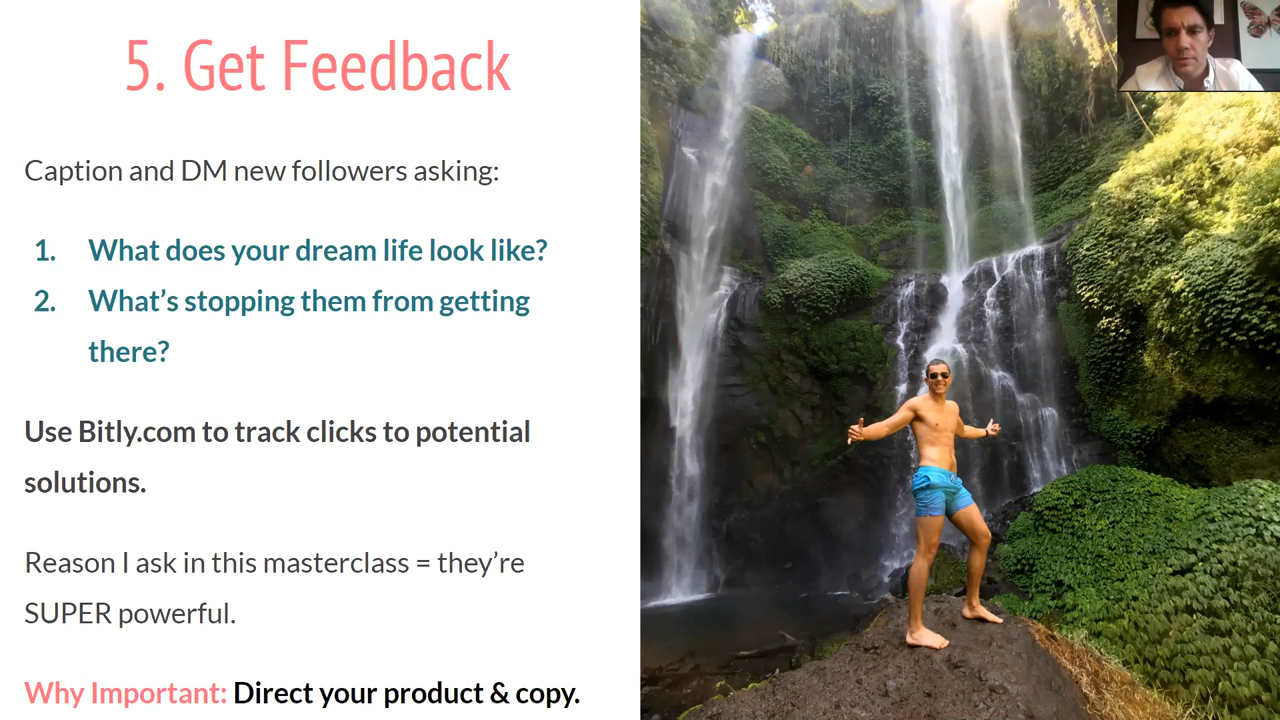 5. Get Feedback
Caption and DM new followers asking:
1. What does your dream life look like?
2. What’s stopping them from getting
there?
Use Bitly.com to track clicks to potential
solutions.
Reason I ask in this masterclass = they’re
SUPER powerful.
Why Important: Direct your product & copy.